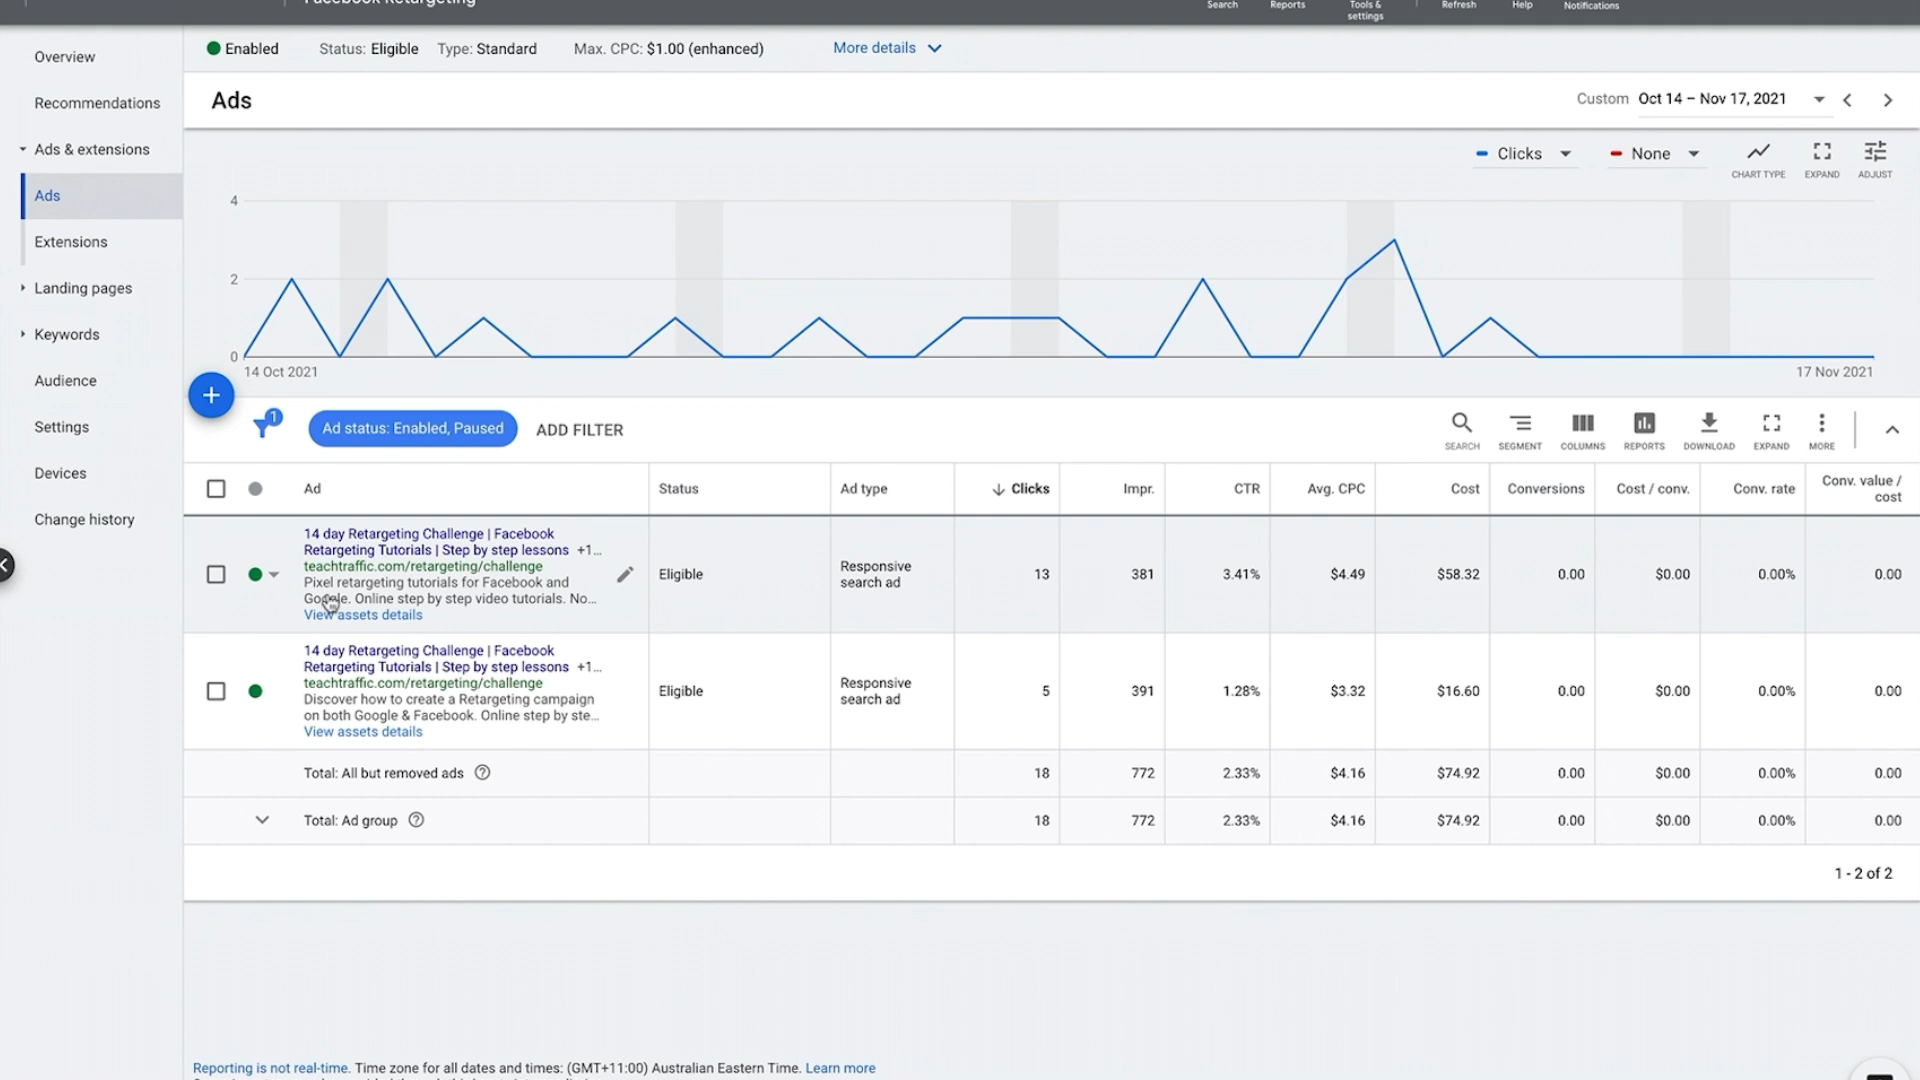 Facebook Retargeting
Search
Reports
Tools &
settings
Refresh
Help
Notifications
Overview
Recommendations
Ads & extensions
Ads
Extensions
Landing pages
Keywords
Audience
Settings
Devices
Change history
Enabled
Status: Eligible
Type: Standard
Max. CPC: $1.00 (enhanced)
More details
Ads
Custom Oct 14 – Nov 17, 2021
Clicks
None
CHART TYPE
EXPAND
ADJUST
4
2
0
14 Oct 2021
17 Nov 2021
1
Ad status: Enabled, Paused
ADD FILTER
SEARCH
SEGMENT
COLUMNS
REPORTS
DOWNLOAD
EXPAND
MORE
Ad
Status
Ad type
Clicks
Impr.
CTR
Avg. CPC
Cost
Conversions
Cost / conv.
Conv. rate
Conv. value /
cost
14 day Retargeting Challenge | Facebook
Retargeting Tutorials | Step by step lessons +1...
teachtraffic.com/retargeting/challenge
Pixel retargeting tutorials for Facebook and
Google. Online step by step video tutorials. No...
View assets details
Eligible
Responsive
search ad
13
381
3.41%
$4.49
$58.32
0.00
$0.00
0.00%
0.00
14 day Retargeting Challenge | Facebook
Retargeting Tutorials | Step by step lessons +1...
teachtraffic.com/retargeting/challenge
Discover how to create a Retargeting campaign
on both Google & Facebook. Online step by ste...
View assets details
Eligible
Responsive
search ad
5
391
1.28%
$3.32
$16.60
0.00
$0.00
0.00%
0.00
Total: All but removed ads
18
772
2.33%
$4.16
$74.92
0.00
$0.00
0.00%
0.00
Total: Ad group
18
772
2.33%
$4.16
$74.92
0.00
$0.00
0.00%
0.00
1 - 2 of 2
Reporting is not real-time. Time zone for all dates and times: (GMT+11:00) Australian Eastern Time. Learn more